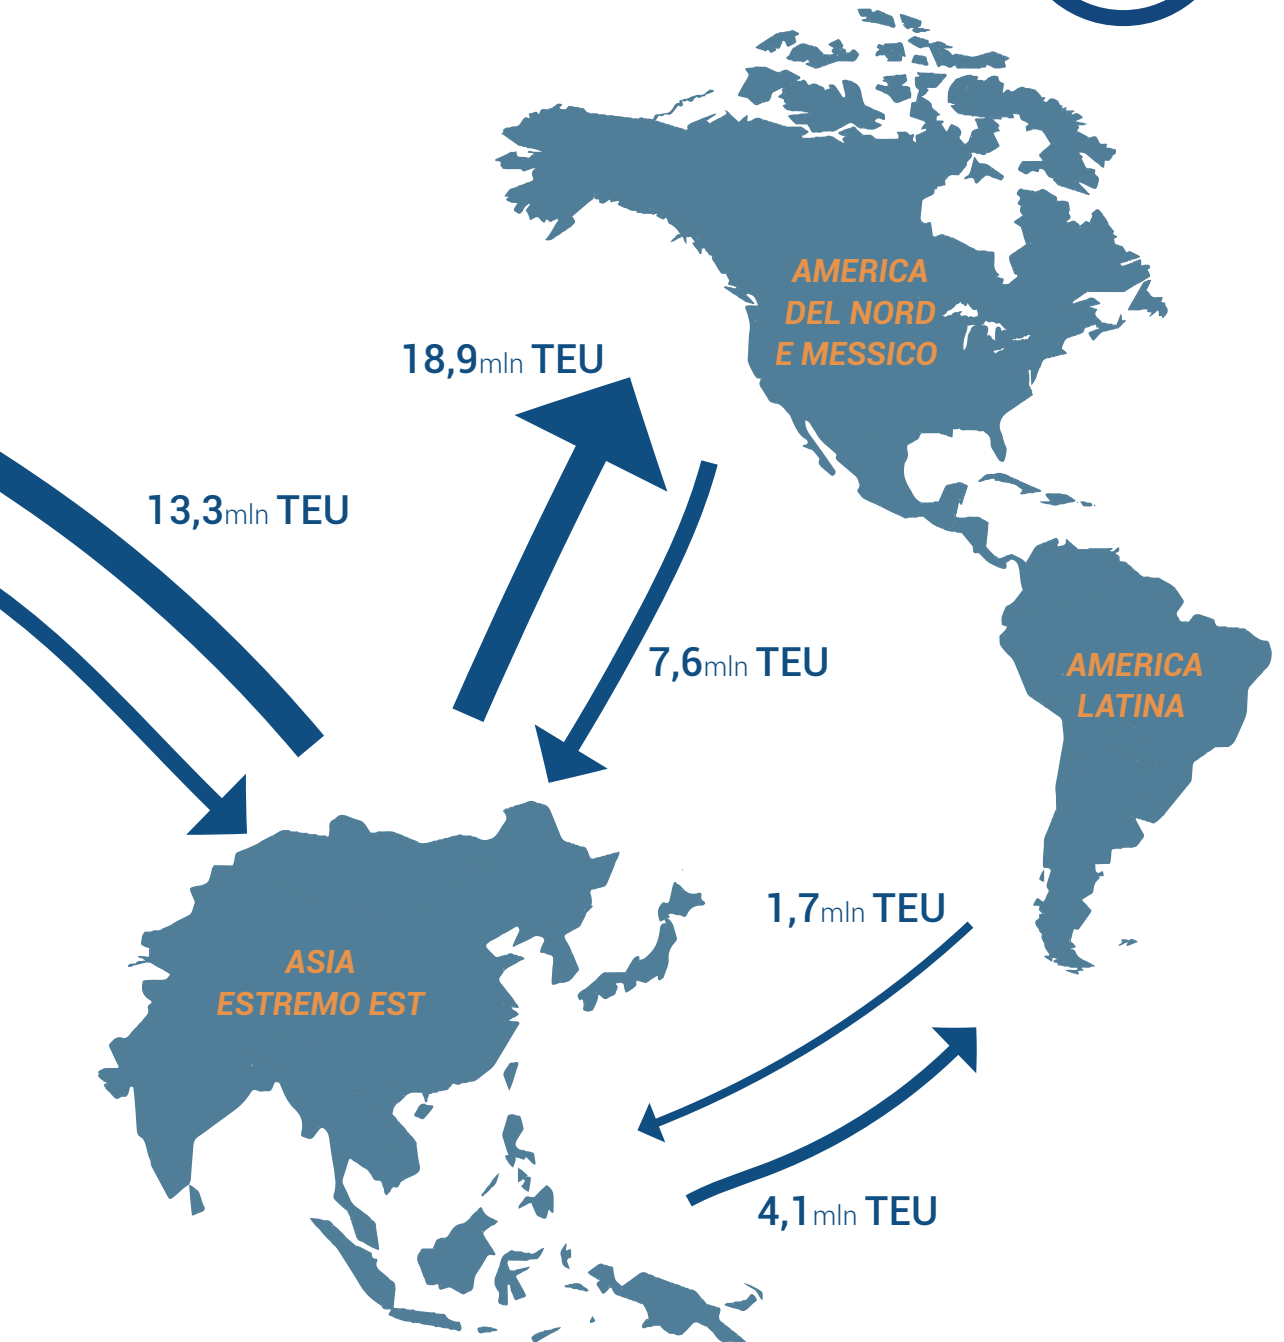 AMERICA
DEL NORD
E MESSICO
18,9mln TEU
13,3mln TEU
7,6mln TEU
AMERICA
LATINA
1,7mln TEU
ASIA
ESTREMO EST
4,1mln TEU